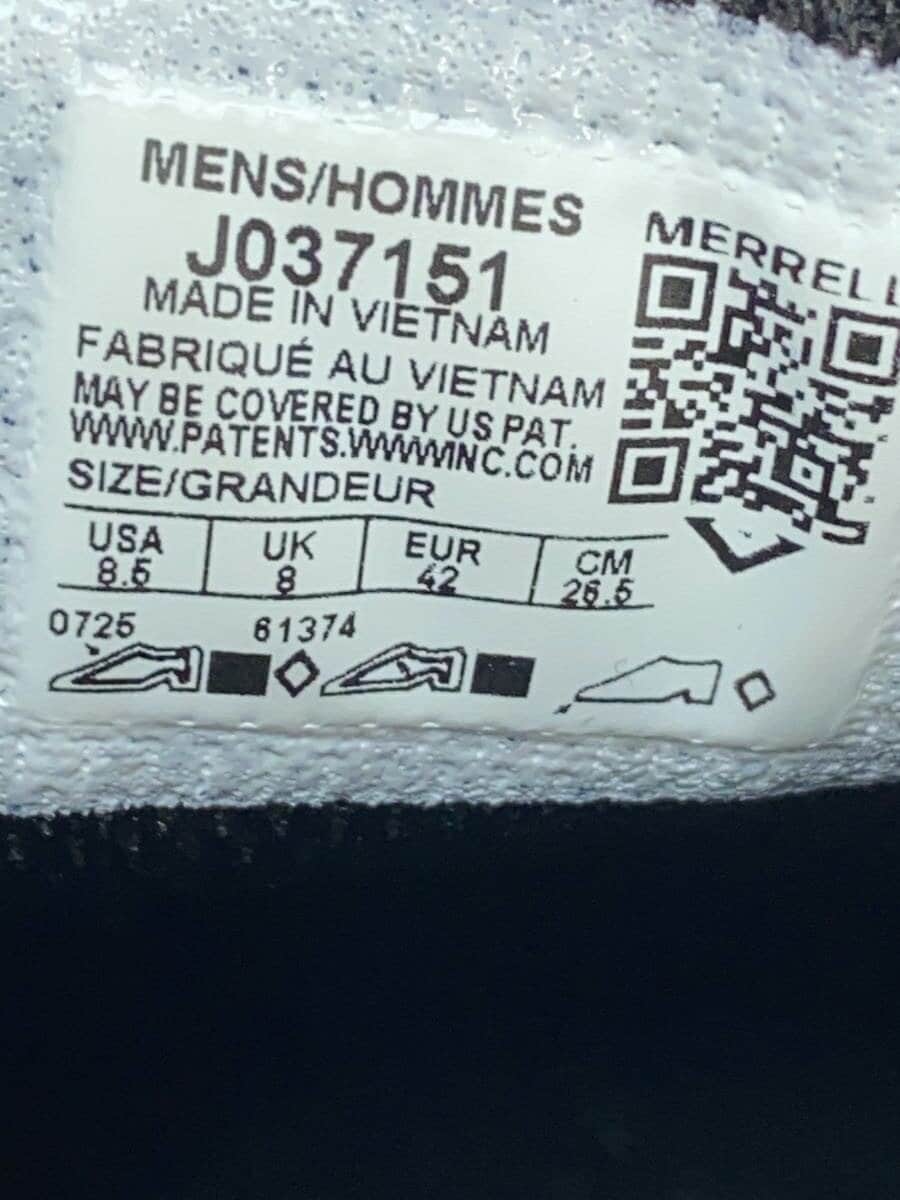 MENS/HOMMES
J037151
MADE IN VIETNAM
FABRIQUÉ AU VIETNAM
MAY BE COVERED BY US PAT.
WWW.PATENTS.WWWINC.COM
SIZE/GRANDEUR
USA UK EUR CM
8.5 8 42 26.5
0725 61374
MERRELL